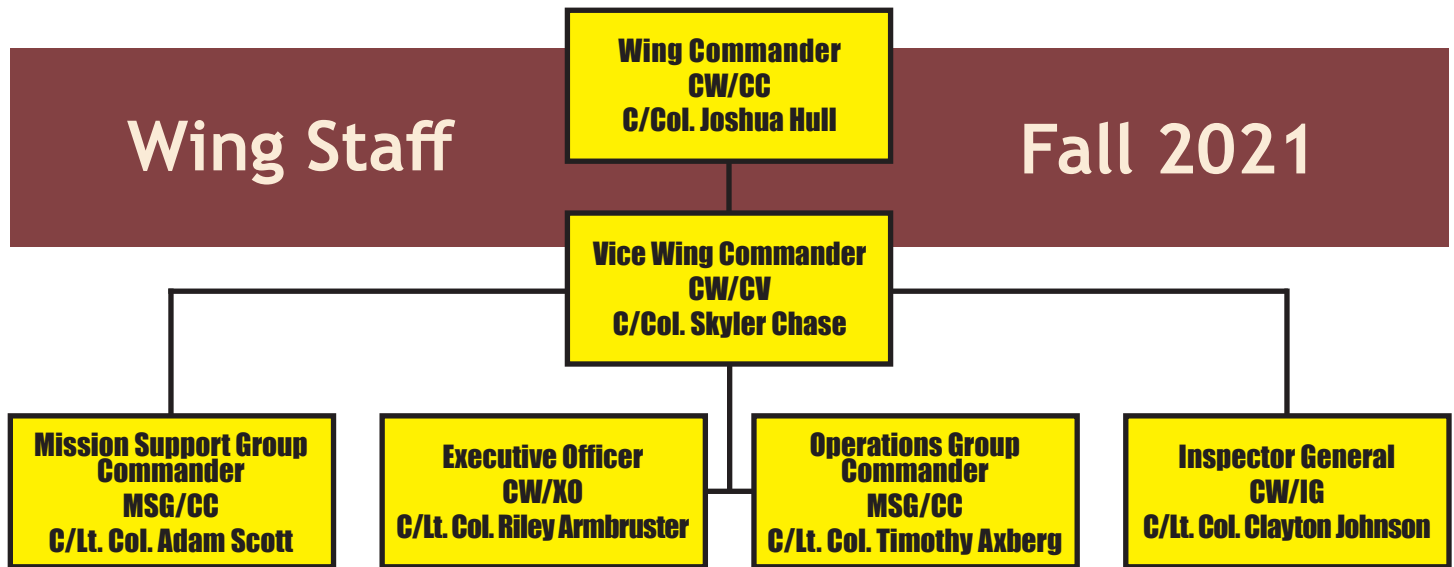 Wing Commander
CW/CC
C/Col. Joshua Hull
Wing Staff
Fall 2021
Vice Wing Commander
CW/CV
C/Col. Skyler Chase
Mission Support Group
Commander
MSG/CC
C/Lt. Col. Adam Scott
Executive Officer
CW/XO
C/Lt. Col. Riley Armbruster
Operations Group
Commander
MSG/CC
C/Lt. Col. Timothy Axberg
Inspector General
CW/IG
C/Lt. Col. Clayton Johnson